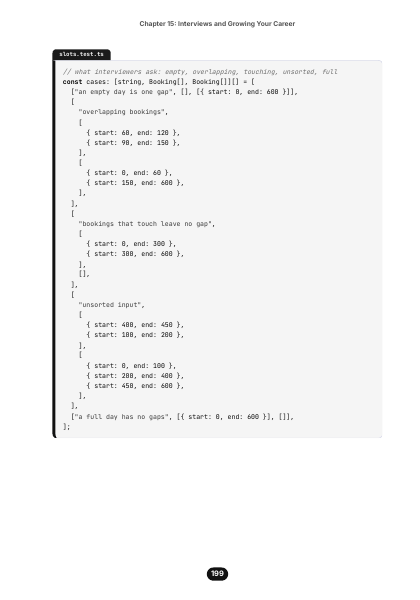 Chapter 15: Interviews and Growing Your Career
slots.test.ts
// what interviewers ask: empty, overlapping, touching, unsorted, full
const cases: [string, Booking[], Booking[]][] = [
  ["an empty day is one gap", [], [{ start: 0, end: 600 }]],
  [
    "overlapping bookings",
    [
      { start: 60, end: 120 },
      { start: 90, end: 150 },
    ],
    [
      { start: 0, end: 60 },
      { start: 150, end: 600 },
    ],
  ],
  [
    "bookings that touch leave no gap",
    [
      { start: 0, end: 300 },
      { start: 300, end: 600 },
    ],
    [],
  ],
  [
    "unsorted input",
    [
      { start: 400, end: 450 },
      { start: 100, end: 200 },
    ],
    [
      { start: 0, end: 100 },
      { start: 200, end: 400 },
      { start: 450, end: 600 },
    ],
  ],
  ["a full day has no gaps", [{ start: 0, end: 600 }], []],
];
199